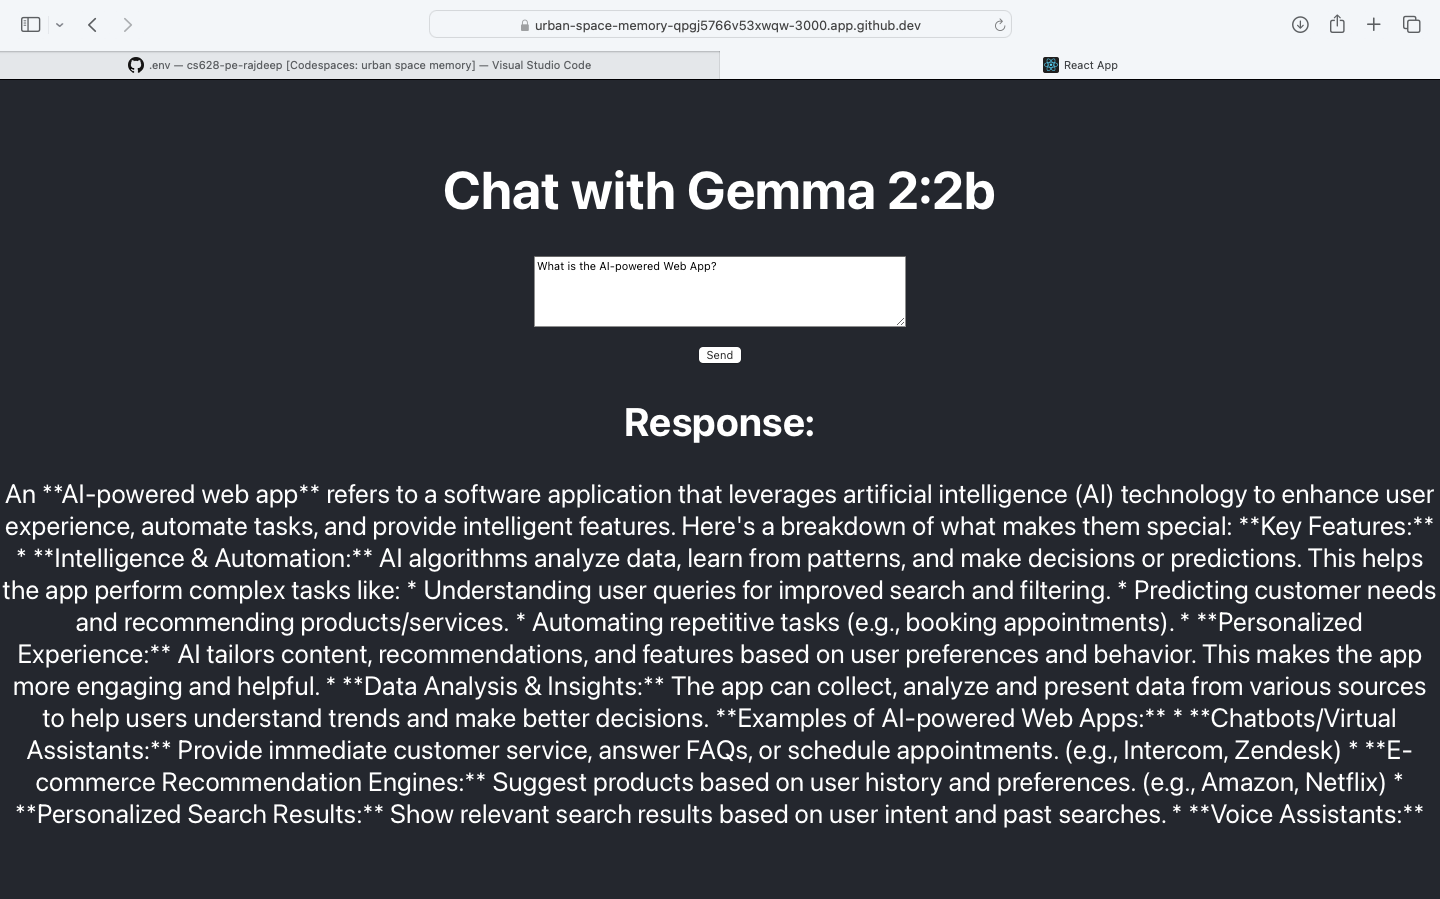 urban-space-memory-qpgj5766v53xwqw-3000.app.github.dev
.env — cs628-pe-rajdeep [Codespaces: urban space memory] — Visual Studio Code
React App
Chat with Gemma 2:2b
What is the AI-powered Web App?
Send
Response:
An **AI-powered web app** refers to a software application that leverages artificial intelligence (AI) technology to enhance user
experience, automate tasks, and provide intelligent features. Here's a breakdown of what makes them special: **Key Features:**
* **Intelligence & Automation:** AI algorithms analyze data, learn from patterns, and make decisions or predictions. This helps
the app perform complex tasks like: * Understanding user queries for improved search and filtering. * Predicting customer needs
and recommending products/services. * Automating repetitive tasks (e.g., booking appointments). * **Personalized
Experience:** AI tailors content, recommendations, and features based on user preferences and behavior. This makes the app
more engaging and helpful. * **Data Analysis & Insights:** The app can collect, analyze and present data from various sources
to help users understand trends and make better decisions. **Examples of AI-powered Web Apps:** * **Chatbots/Virtual
Assistants:** Provide immediate customer service, answer FAQs, or schedule appointments. (e.g., Intercom, Zendesk) * **E-
commerce Recommendation Engines:** Suggest products based on user history and preferences. (e.g., Amazon, Netflix) *
**Personalized Search Results:** Show relevant search results based on user intent and past searches. * **Voice Assistants:**